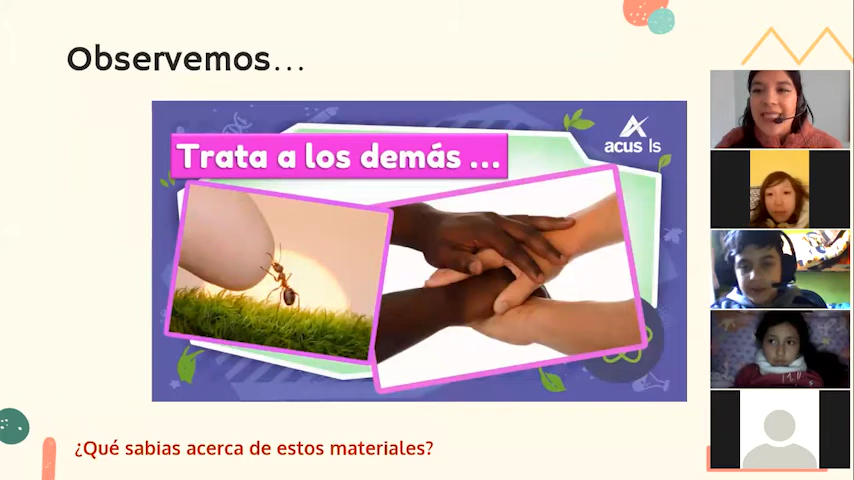 Observemos...
Trata a los demás ...
acus ls
¿Qué sabias acerca de estos materiales?